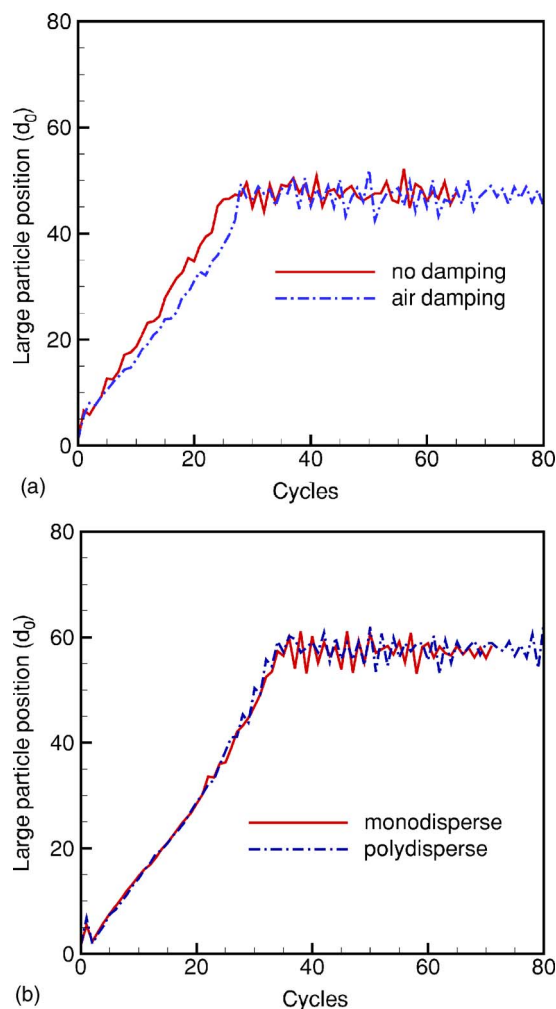 80
60
40
20
0
Large particle position (d₀)
no damping
air damping
0 20 40 60 80
Cycles
(a)
80
60
40
20
0
Large particle position (d₀)
monodisperse
polydisperse
0 20 40 60 80
Cycles
(b)